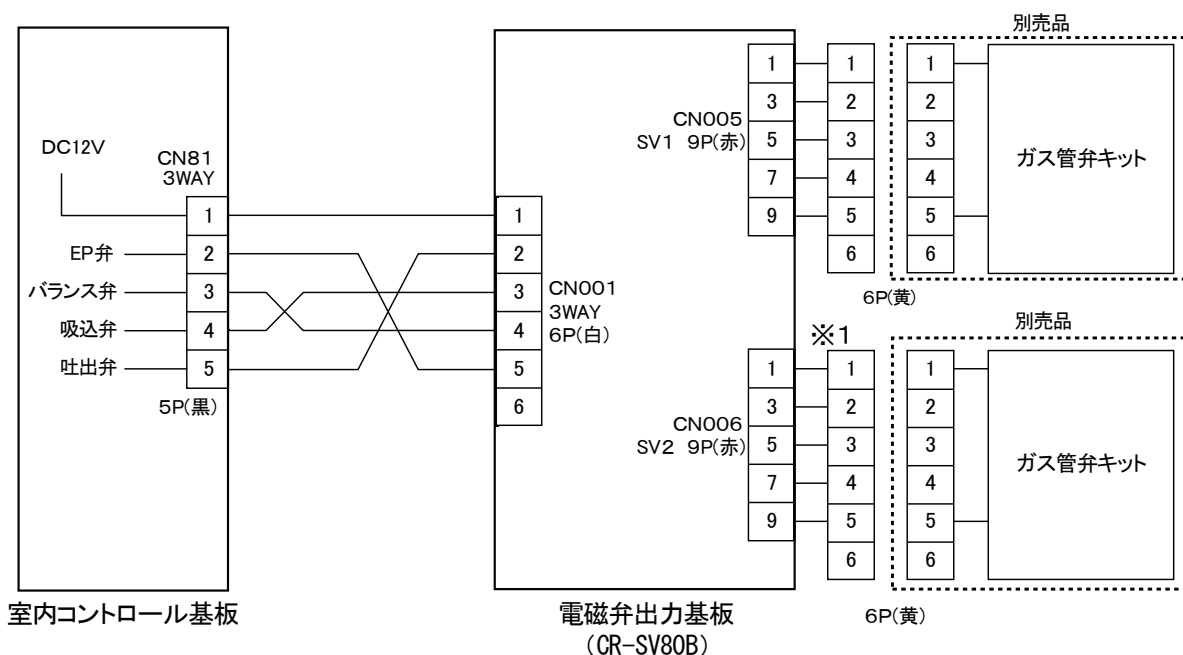 DC12V
CN81
3WAY
1
EP弁
2
バランス弁
3
吸込弁
4
吐出弁
5
5P(黒)
室内コントロール基板
1
2
3
4
5
6
CN001
3WAY
6P(白)
CN005
SV1 9P(赤)
1
3
5
7
9
1
2
3
4
5
6
6P(黄)
別売品
1
2
3
4
5
6
ガス管弁キット
CN006
SV2 9P(赤)
1
3
5
7
9
※1
1
2
3
4
5
6
6P(黄)
別売品
1
2
3
4
5
6
ガス管弁キット
電磁弁出力基板
(CR-SV80B)